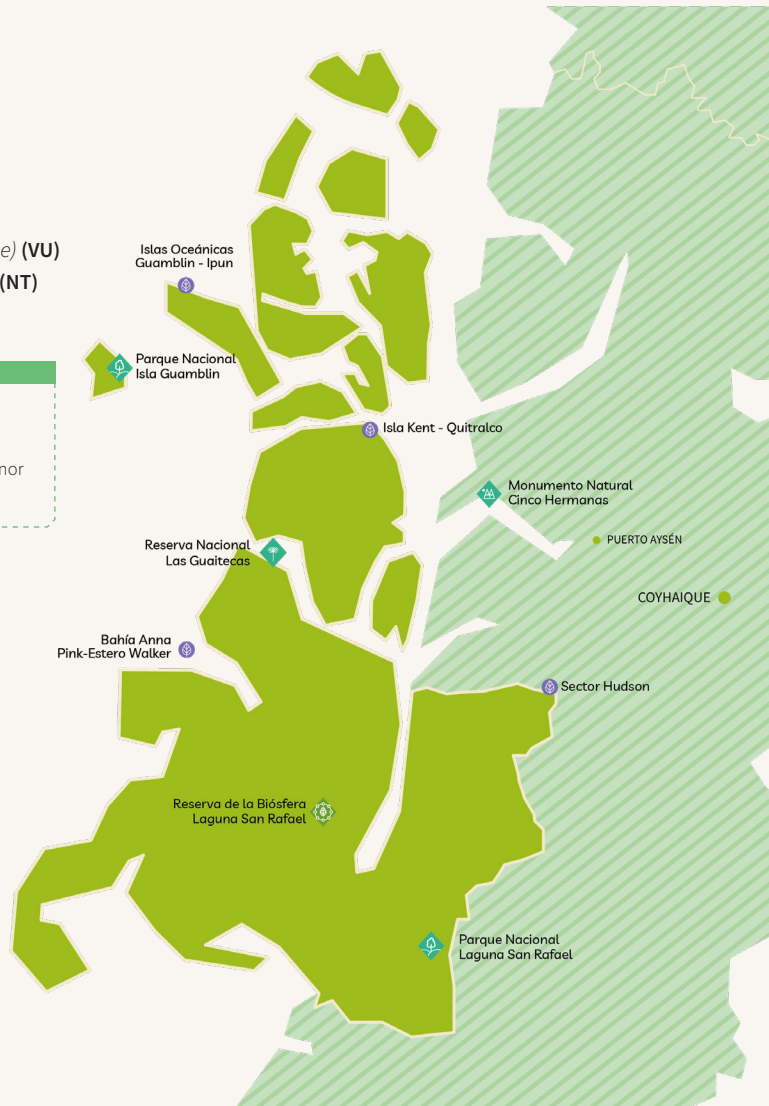 e) (VU)
(NT)
nor
Islas Oceánicas
Guamblin - Ipun
Parque Nacional
Isla Guamblin
Isla Kent - Quitralco
Monumento Natural
Cinco Hermanas
PUERTO AYSÉN
Reserva Nacional
Las Guaitecas
COYHAIQUE
Bahía Anna
Pink-Estero Walker
Sector Hudson
Reserva de la Biósfera
Laguna San Rafael
Parque Nacional
Laguna San Rafael